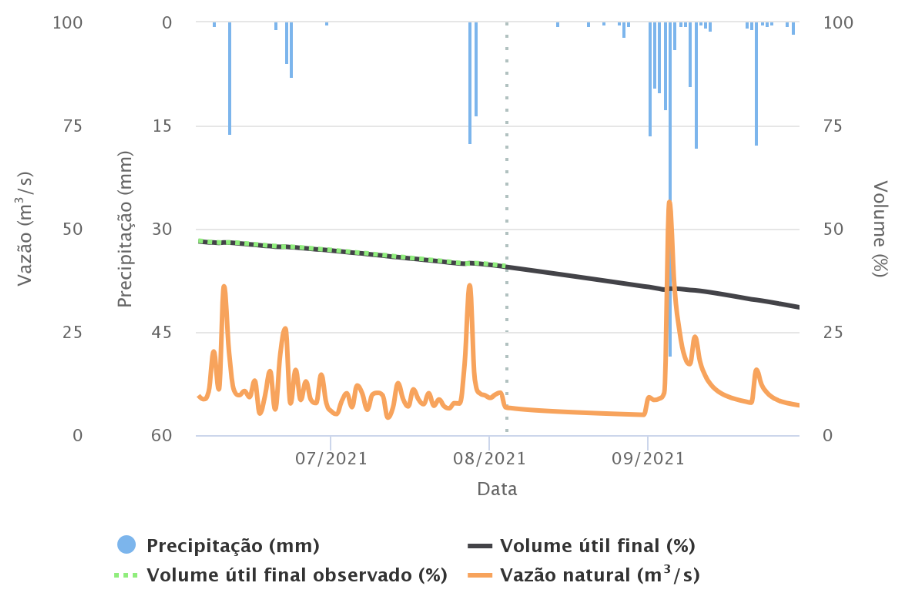 100 0 100
75 15 75
50 30 50
25 45 25
0 60 0
Vazão (m³/s)
Precipitação (mm)
Volume (%)
07/2021 08/2021 09/2021
Data
Precipitação (mm) Volume útil final (%)
Volume útil final observado (%) Vazão natural (m³/s)